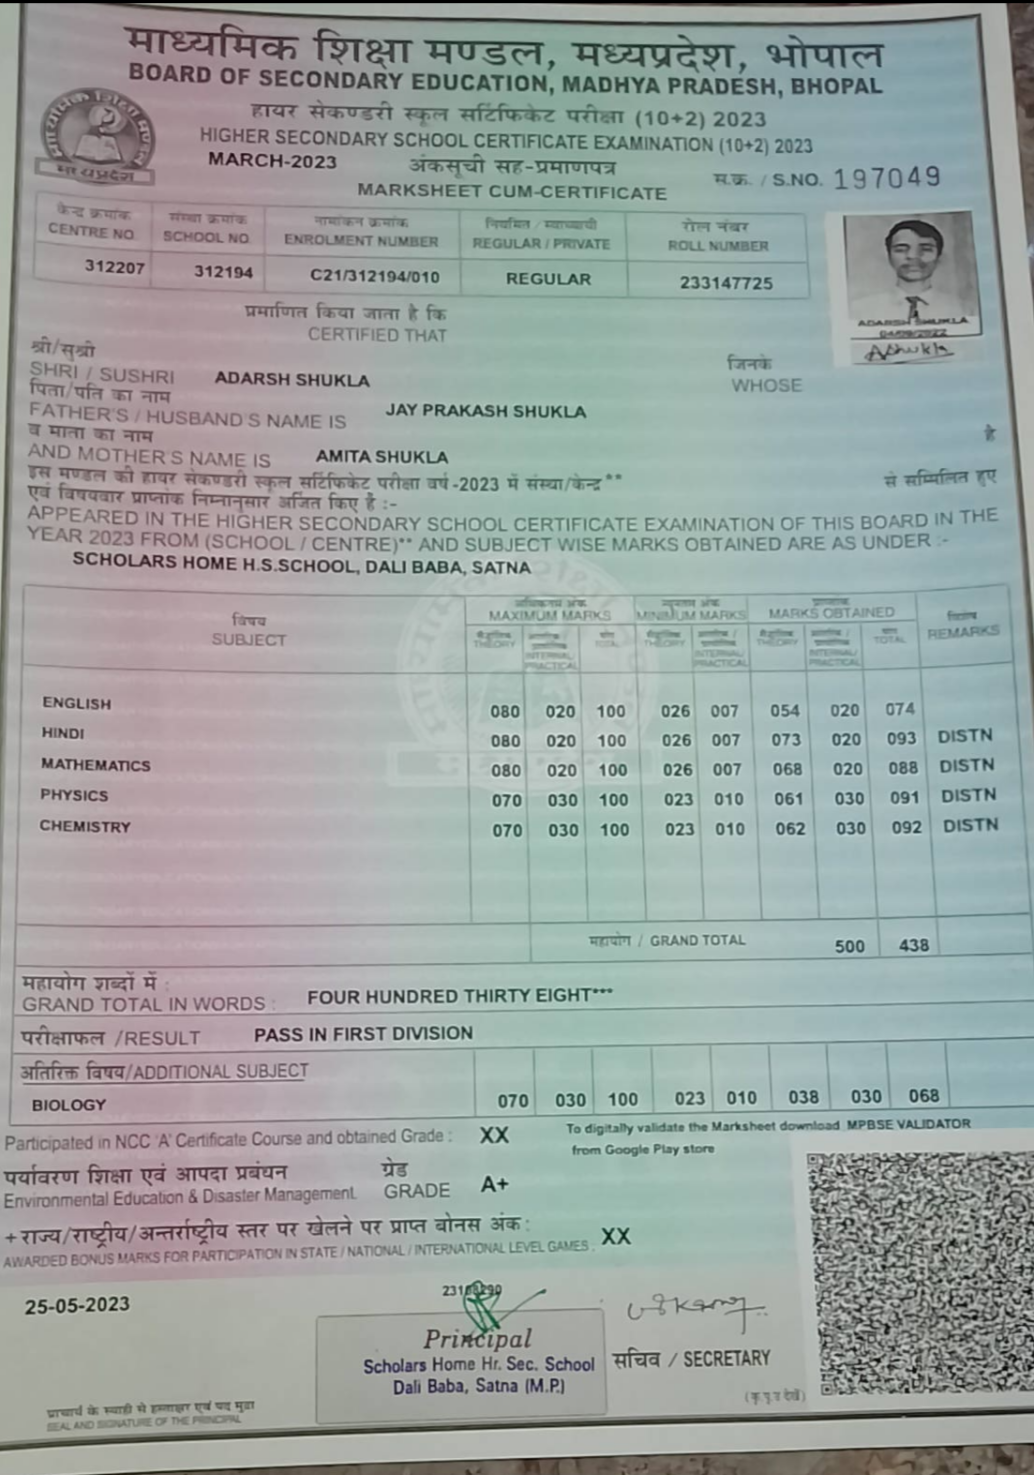 माध्यमिक शिक्षा मण्डल, मध्यप्रदेश, भोपाल
BOARD OF SECONDARY EDUCATION, MADHYA PRADESH, BHOPAL
हायर सेकण्डरी स्कूल सर्टिफिकेट परीक्षा (10+2) 2023
HIGHER SECONDARY SCHOOL CERTIFICATE EXAMINATION (10+2) 2023
MARCH-2023 अंकसूची सह-प्रमाणपत्र
MARKSHEET CUM-CERTIFICATE
स.क्र. / S.NO. 197049
केन्द्र क्रमांक संस्था क्रमांक नामांकन क्रमांक नियमित / स्वाध्यायी रोल नंबर
CENTRE NO. SCHOOL NO. ENROLMENT NUMBER REGULAR / PRIVATE ROLL NUMBER
312207 312194 C21/312194/010 REGULAR 233147725
ADARSH SHUKLA
04/09/2022
AShukla
प्रमाणित किया जाता है कि
CERTIFIED THAT
श्री/सुश्री जिनके
SHRI / SUSHRI ADARSH SHUKLA WHOSE
पिता/पति का नाम
FATHER'S / HUSBAND'S NAME IS JAY PRAKASH SHUKLA
व माता का नाम है
AND MOTHER'S NAME IS AMITA SHUKLA
इस मण्डल की हायर सेकण्डरी स्कूल सर्टिफिकेट परीक्षा वर्ष-2023 में संस्था/केन्द्र** से सम्मिलित हुए
एवं विषयवार प्राप्तांक निम्नानुसार अर्जित किए है :-
APPEARED IN THE HIGHER SECONDARY SCHOOL CERTIFICATE EXAMINATION OF THIS BOARD IN THE
YEAR 2023 FROM (SCHOOL / CENTRE)** AND SUBJECT WISE MARKS OBTAINED ARE AS UNDER :-
SCHOLARS HOME H.S.SCHOOL, DALI BABA, SATNA
विषय अधिकतम अंक न्यूनतम अंक प्राप्तांक विशेष
SUBJECT MAXIMUM MARKS MINIMUM MARKS MARKS OBTAINED REMARKS
THEORY INTERNAL/PRACTICAL TOTAL THEORY INTERNAL/PRACTICAL THEORY INTERNAL/PRACTICAL TOTAL
ENGLISH 080 020 100 026 007 054 020 074
HINDI 080 020 100 026 007 073 020 093 DISTN
MATHEMATICS 080 020 100 026 007 068 020 088 DISTN
PHYSICS 070 030 100 023 010 061 030 091 DISTN
CHEMISTRY 070 030 100 023 010 062 030 092 DISTN
महायोग / GRAND TOTAL 500 438
महायोग शब्दों में :
GRAND TOTAL IN WORDS : FOUR HUNDRED THIRTY EIGHT***
परीक्षाफल /RESULT PASS IN FIRST DIVISION
अतिरिक्त विषय/ADDITIONAL SUBJECT
BIOLOGY 070 030 100 023 010 038 030 068
Participated in NCC 'A' Certificate Course and obtained Grade : XX
To digitally validate the Marksheet download MPBSE VALIDATOR
from Google Play store
पर्यावरण शिक्षा एवं आपदा प्रबंधन ग्रेड
Environmental Education & Disaster Management GRADE A+
+राज्य/राष्ट्रीय/अन्तर्राष्ट्रीय स्तर पर खेलने पर प्राप्त बोनस अंक : XX
AWARDED BONUS MARKS FOR PARTICIPATION IN STATE / NATIONAL / INTERNATIONAL LEVEL GAMES .
25-05-2023
Principal
Scholars Home Hr. Sec. School
Dali Baba, Satna (M.P.)
सचिव / SECRETARY
(कृ.पृ.उ देखें)
प्राचार्य के स्याही से हस्ताक्षर एवं पद मुद्रा
SEAL AND SIGNATURE OF THE PRINCIPAL